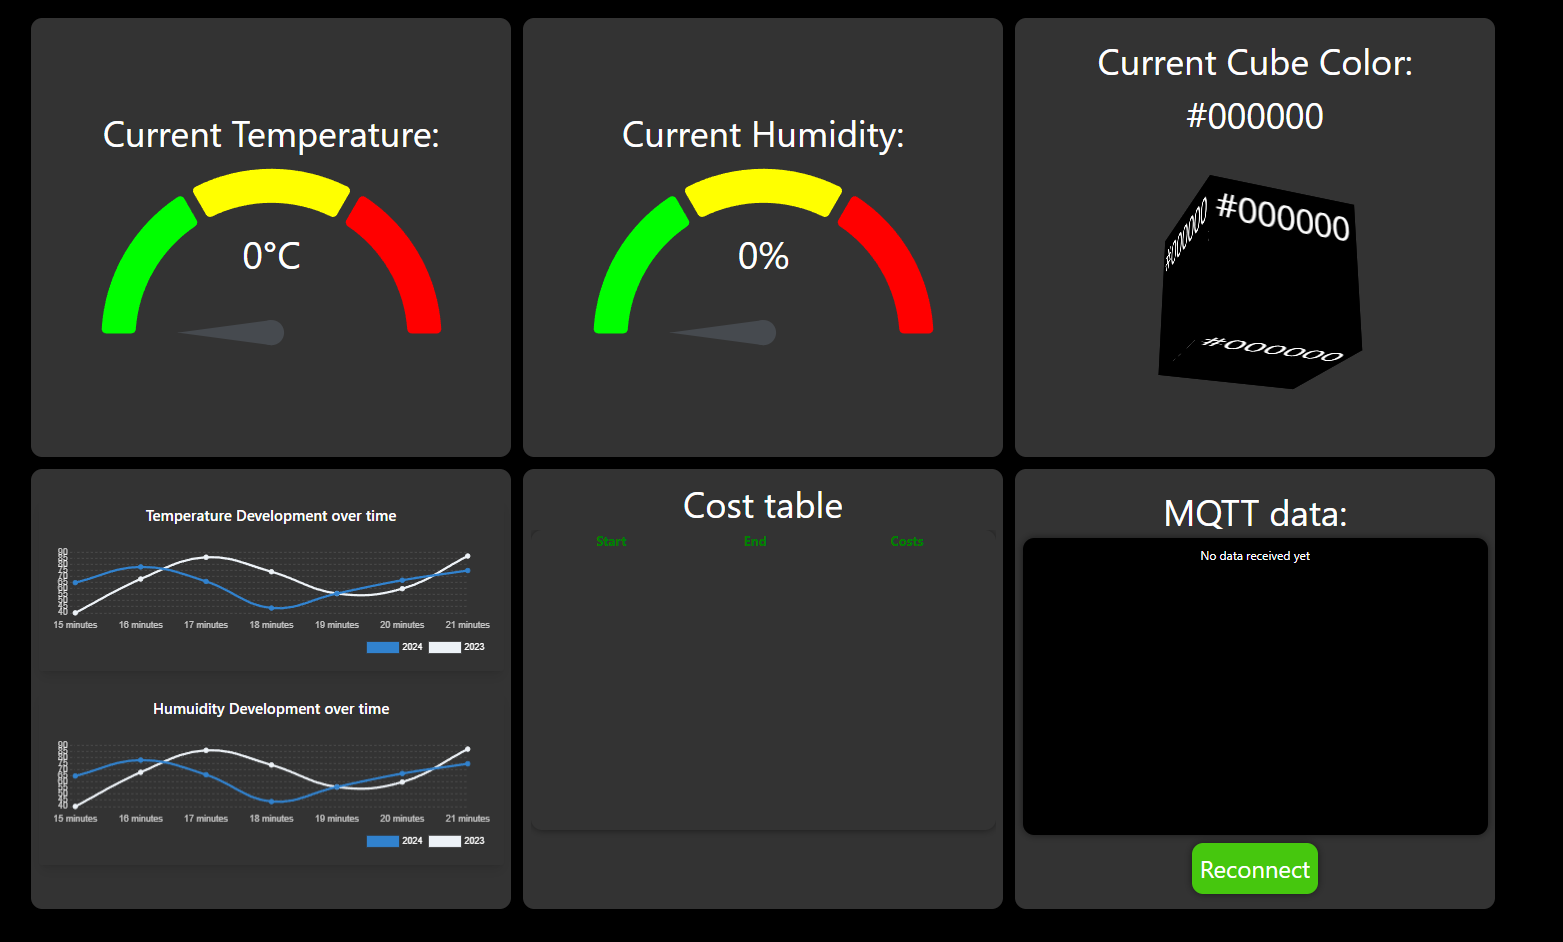 Current Temperature:
0°C
Current Humidity:
0%
Current Cube Color:
#000000
#000000
#000000
#000000
Temperature Development over time
90
85
80
75
70
65
60
55
50
45
40
15 minutes 16 minutes 17 minutes 18 minutes 19 minutes 20 minutes 21 minutes
2024 2023
Humuidity Development over time
90
85
80
75
70
65
60
55
50
45
40
15 minutes 16 minutes 17 minutes 18 minutes 19 minutes 20 minutes 21 minutes
2024 2023
Cost table
Start End Costs
MQTT data:
No data received yet
Reconnect